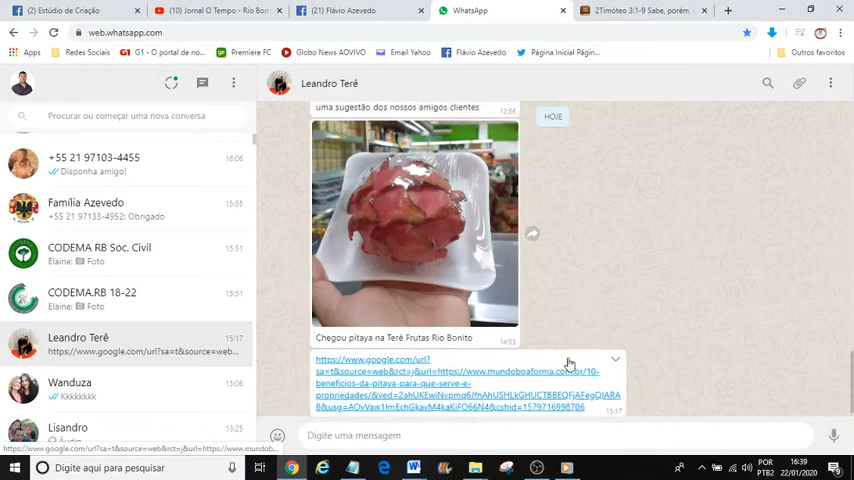 (2) Estúdio de Criação
(10) Jornal O Tempo - Rio Bon
(21) Flávio Azevedo
WhatsApp
2Timóteo 3:1-9 Sabe, porém,
web.whatsapp.com
Apps
Redes Sociais
G1 - O portal de no...
Premiere FC
Globo News AOVIVO
Email Yahoo
Flávio Azevedo
Página Inicial Págin...
Outros favoritos
Leandro Terê
Procurar ou começar uma nova conversa
+55 21 97103-4455
16:06
Disponha amigo!
Família Azevedo
15:55
+55 21 97133-4952: Obrigado
CODEMA RB Soc. Civil
15:51
Elaine: Foto
CODEMA.RB 18-22
15:51
Elaine: Foto
Leandro Terê
15:17
https://www.google.com/url?sa=t&source=web...
Wanduza
15:08
Kkkkkkkk
Lisandro
13:25
Áudio
https://www.google.com/url?sa=t&source=web&rct=j&url=https://www.mundob...
uma sugestão dos nossos amigos clientes
12:56
HOJE
Chegou pitaya na Terê Frutas Rio Bonito
14:53
https://www.google.com/url?
sa=t&source=web&rct=j&url=https://www.mundoboaforma.com.br/10-
beneficios-da-pitaya-para-que-serve-e-
15:17
Digite uma mensagem
Digite aqui para pesquisar
POR
PTB2
16:39
22/01/2020